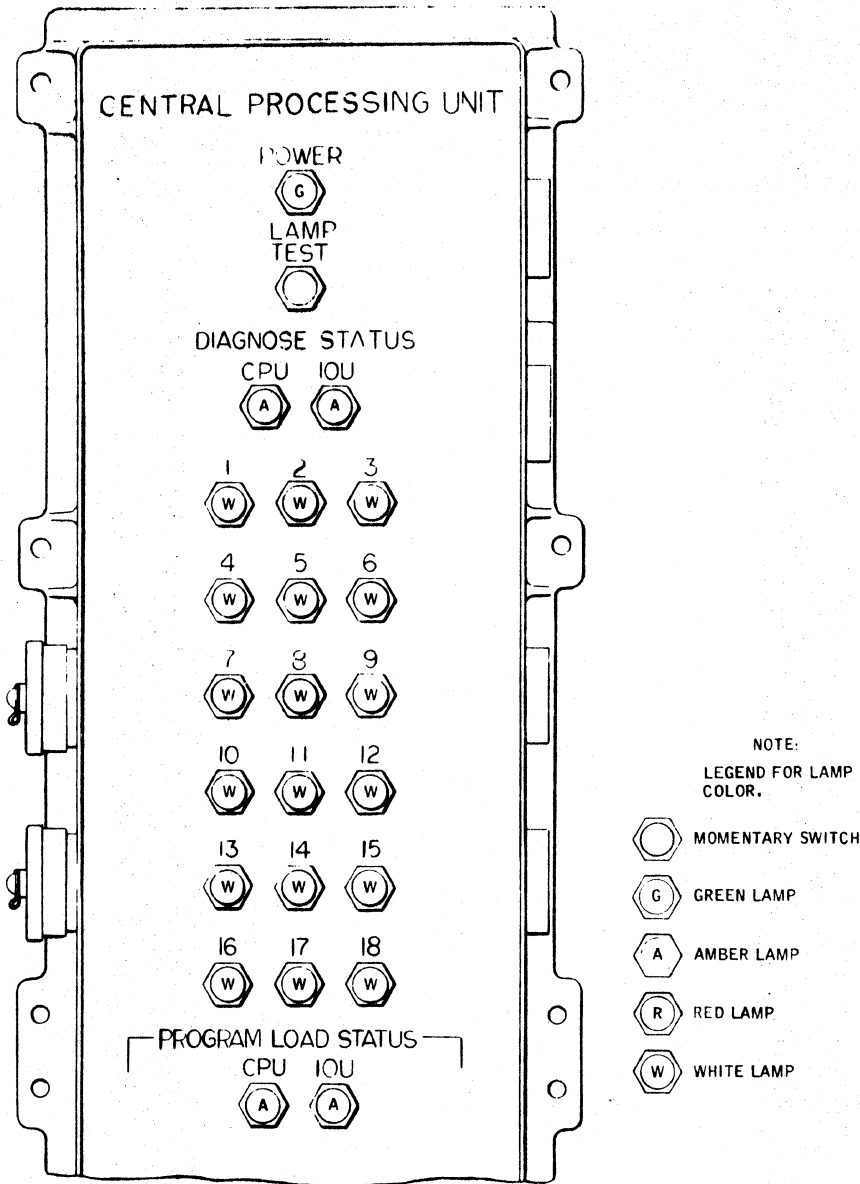 CENTRAL PROCESSING UNIT
POWER
G
LAMP
TEST
DIAGNOSE STATUS
CPU IOU
A A
1 2 3
W W W
4 5 6
W W W
7 8 9
W W W
10 11 12
W W W
13 14 15
W W W
16 17 18
W W W
PROGRAM LOAD STATUS
CPU IOU
A A
NOTE:
LEGEND FOR LAMP
COLOR.
MOMENTARY SWITCH
G GREEN LAMP
A AMBER LAMP
R RED LAMP
W WHITE LAMP